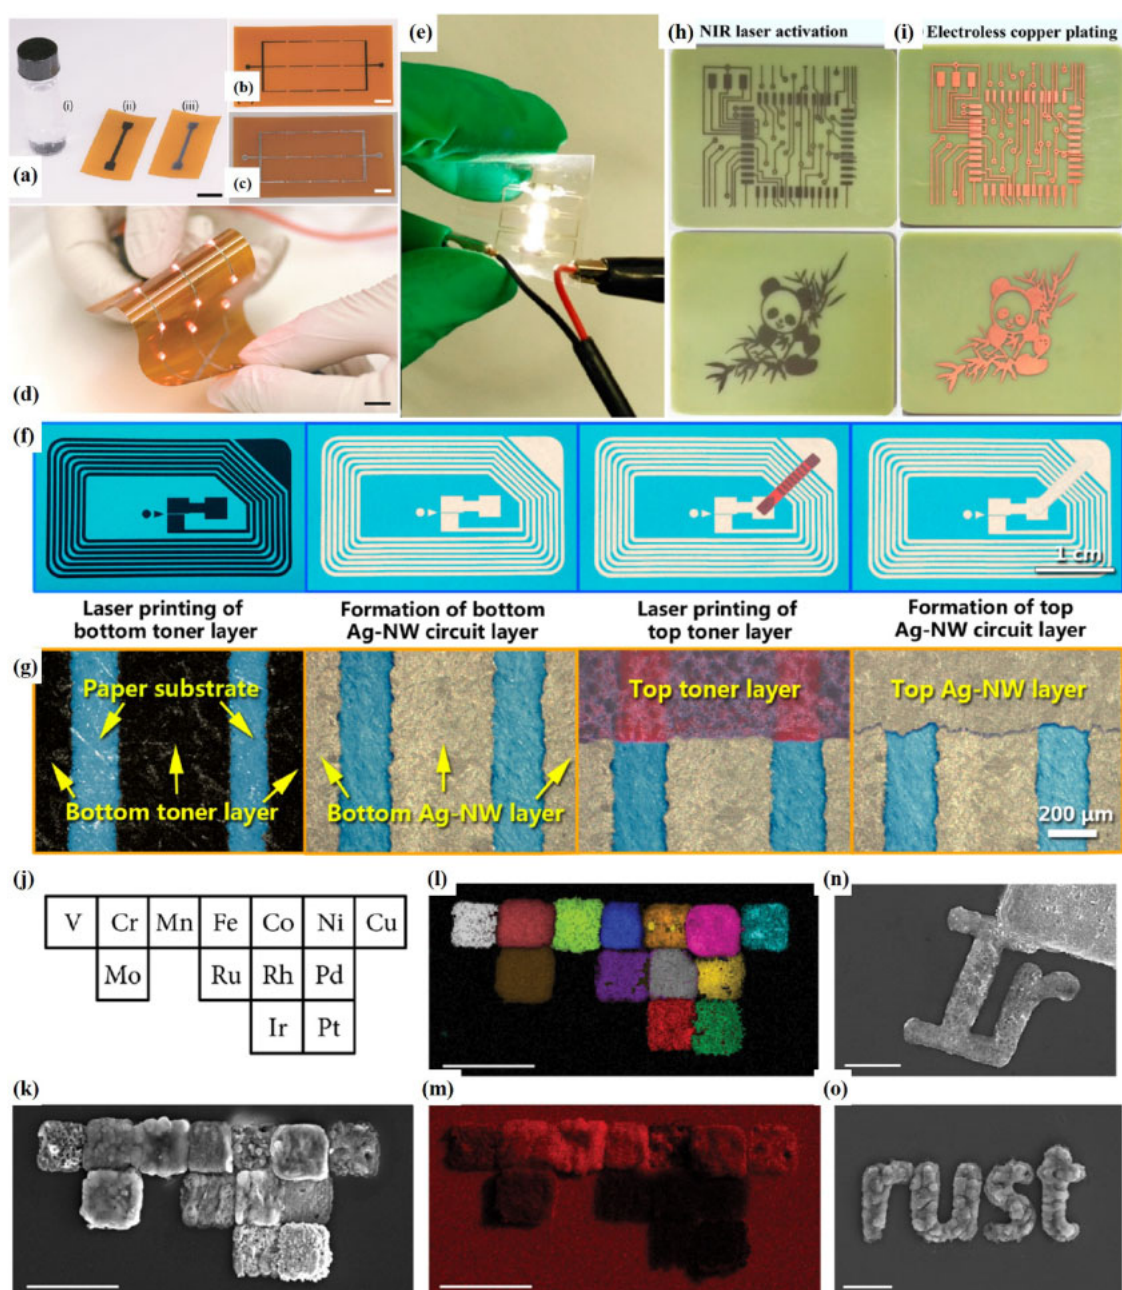 (a)
(i)
(ii)
(iii)
(b)
(c)
(d)
(e)
(h) NIR laser activation
(i) Electroless copper plating
(f)
1 cm
Laser printing of
bottom toner layer
Formation of bottom
Ag-NW circuit layer
Laser printing of
top toner layer
Formation of top
Ag-NW circuit layer
(g)
Paper substrate
Bottom toner layer
Bottom Ag-NW layer
Top toner layer
Top Ag-NW layer
200 µm
(j)
V Cr Mn Fe Co Ni Cu
Mo Ru Rh Pd
Ir Pt
(l)
(n)
Ir
(k)
(m)
(o)
rust